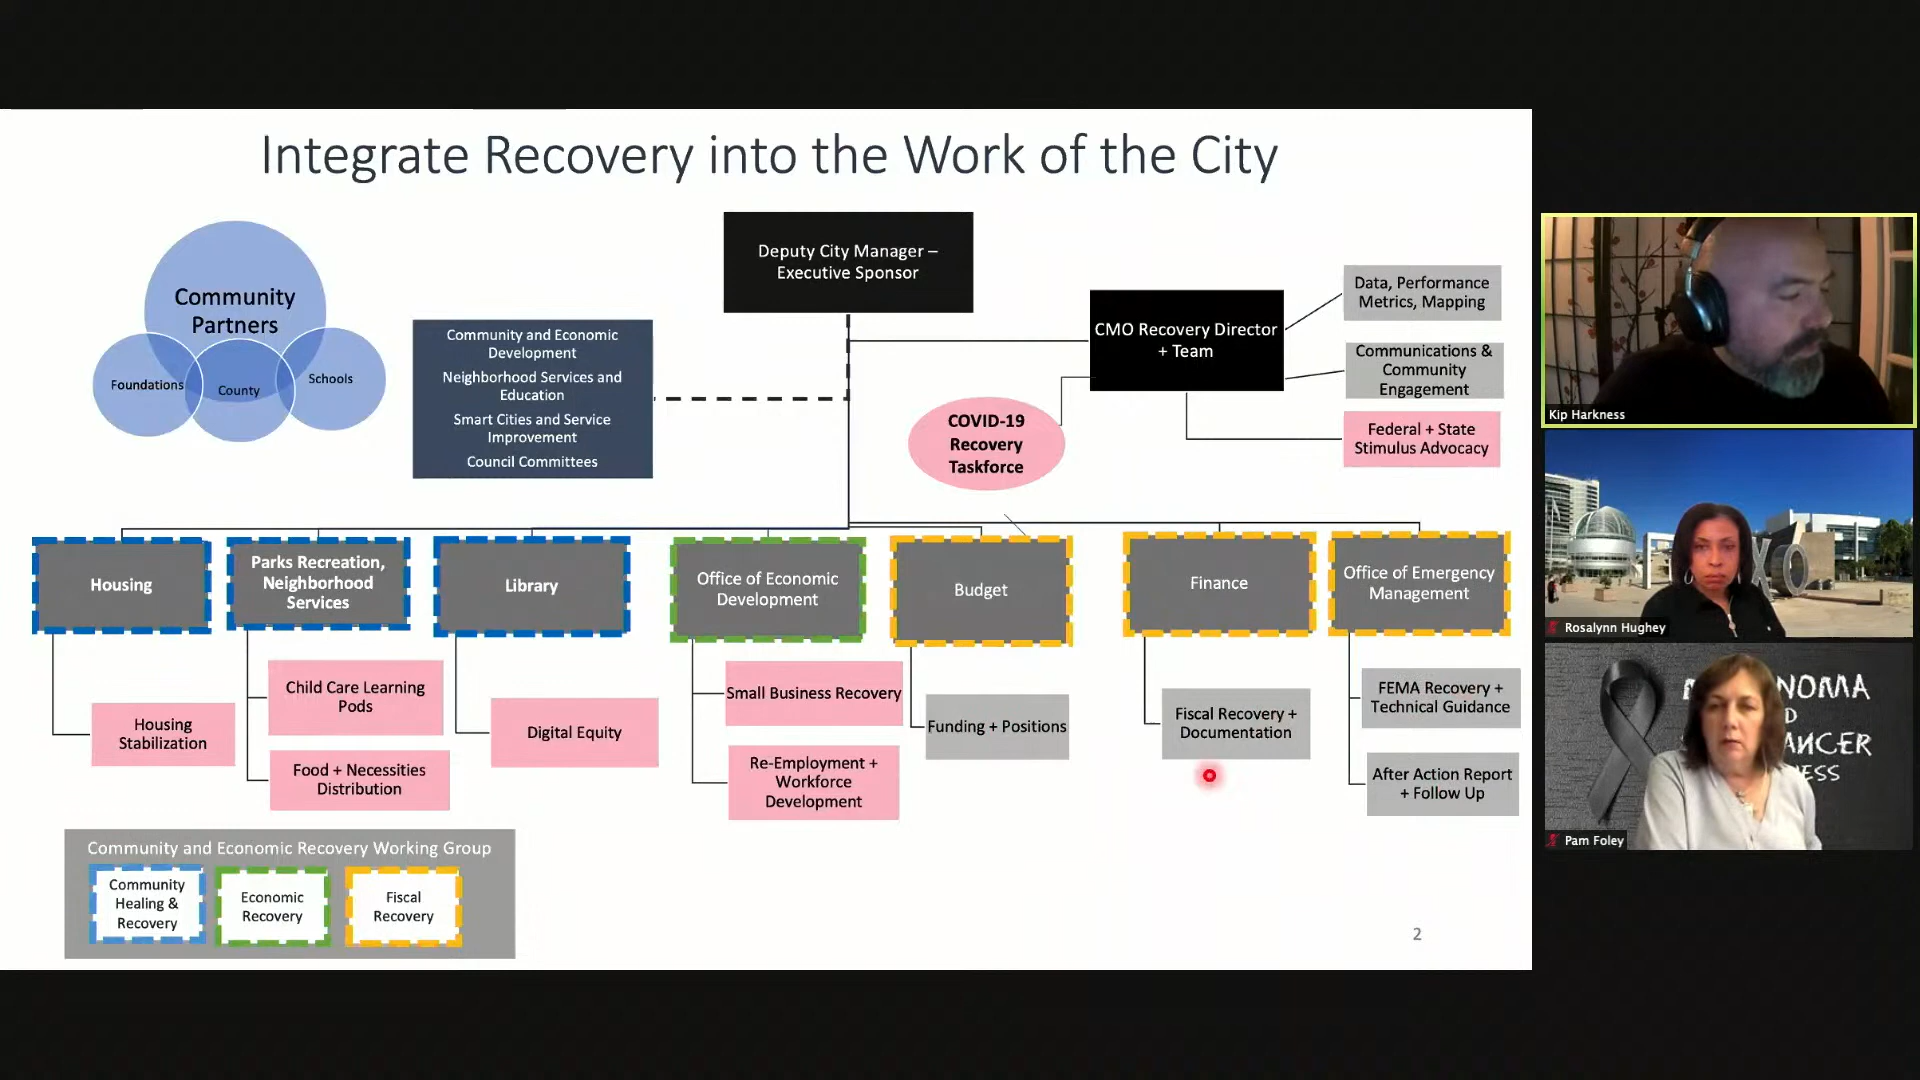 Integrate Recovery into the Work of the City
Community
Partners
Foundations
County
Schools
Community and Economic
Development
Neighborhood Services and
Education
Smart Cities and Service
Improvement
Council Committees
Deputy City Manager –
Executive Sponsor
CMO Recovery Director
+ Team
COVID-19
Recovery
Taskforce
Data, Performance
Metrics, Mapping
Communications &
Community
Engagement
Federal + State
Stimulus Advocacy
Housing
Parks Recreation,
Neighborhood
Services
Library
Office of Economic
Development
Budget
Finance
Office of Emergency
Management
Housing
Stabilization
Child Care Learning
Pods
Food + Necessities
Distribution
Digital Equity
Small Business Recovery
Re-Employment +
Workforce
Development
Funding + Positions
Fiscal Recovery +
Documentation
FEMA Recovery +
Technical Guidance
After Action Report
+ Follow Up
Community and Economic Recovery Working Group
Community
Healing &
Recovery
Economic
Recovery
Fiscal
Recovery
2
Kip Harkness
Rosalynn Hughey
Pam Foley